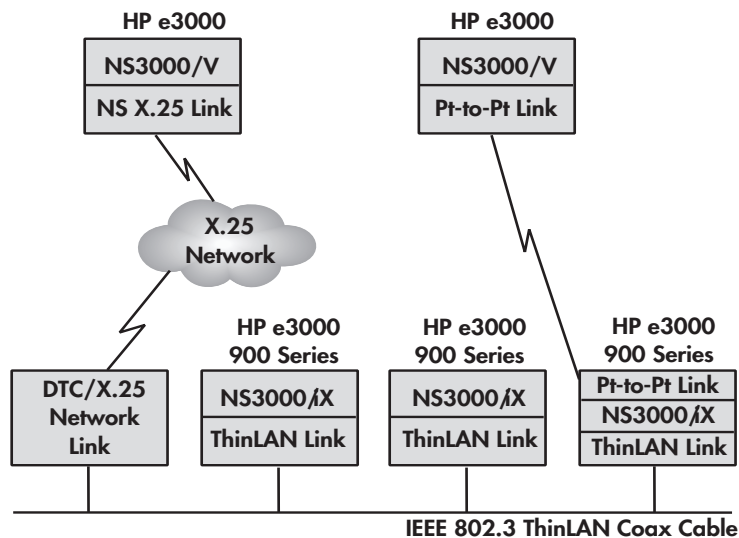 HP e3000
NS3000/V
NS X.25 Link
HP e3000
NS3000/V
Pt-to-Pt Link
X.25
Network
DTC/X.25
Network
Link
HP e3000
900 Series
NS3000/iX
ThinLAN Link
HP e3000
900 Series
NS3000/iX
ThinLAN Link
HP e3000
900 Series
Pt-to-Pt Link
NS3000/iX
ThinLAN Link
IEEE 802.3 ThinLAN Coax Cable